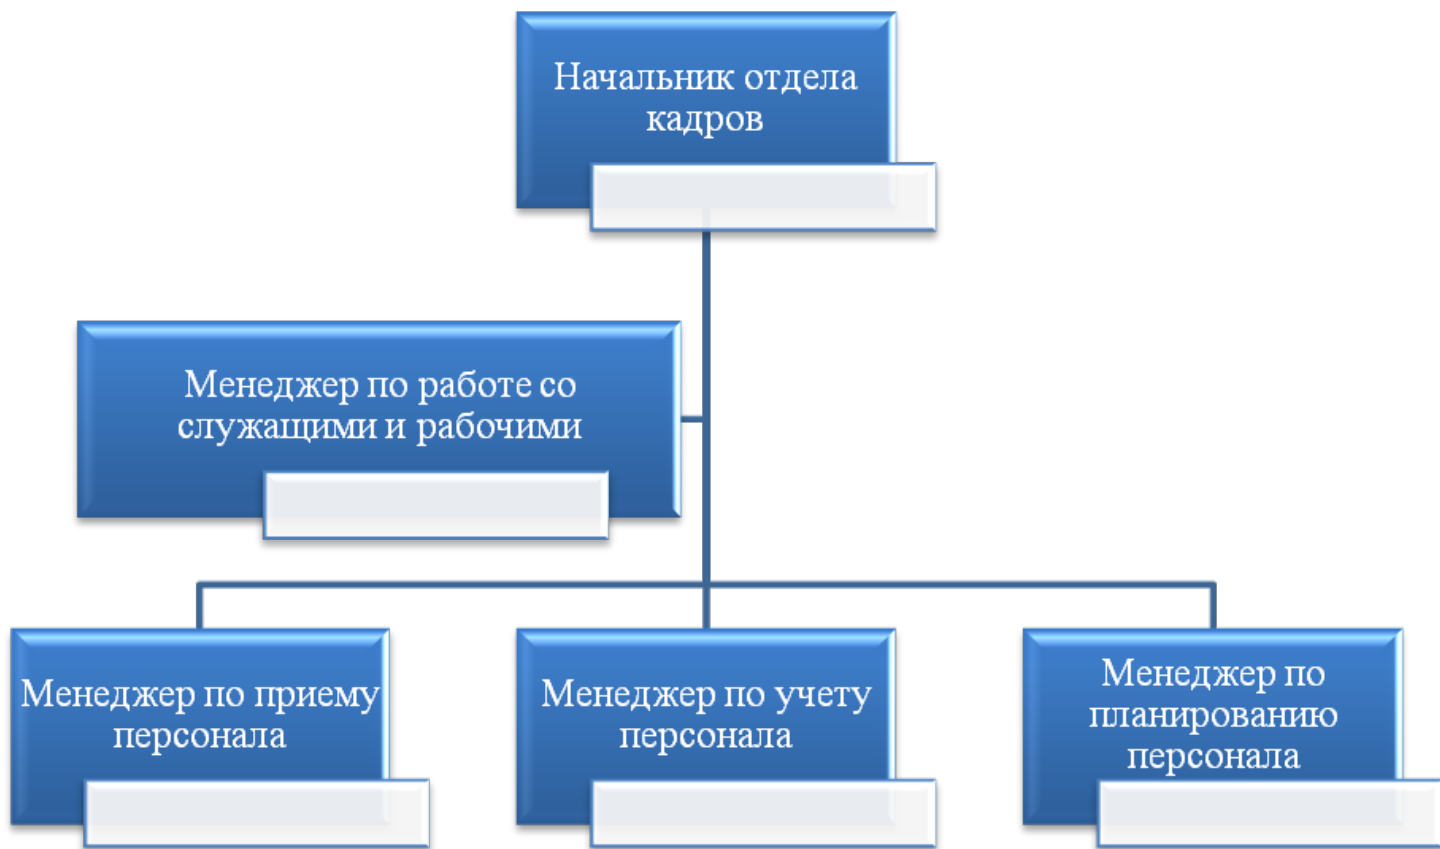 Начальник отдела
кадров
Менеджер по работе со
служащими и рабочими
Менеджер по приему
персонала
Менеджер по учету
персонала
Менеджер по
планированию
персонала